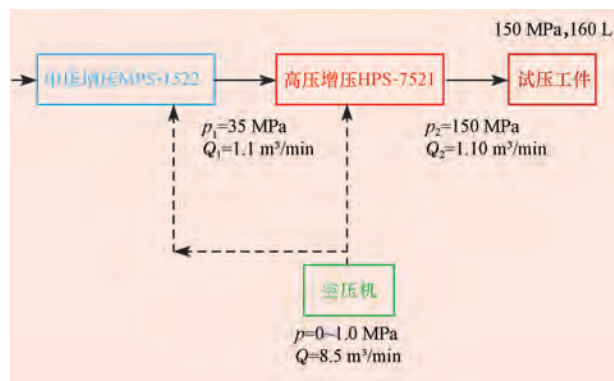 150 MPa,160 L
中压增压MPS-1522
高压增压HPS-7521
试压工件
p₁=35 MPa
Q₁=1.1 m³/min
p₂=150 MPa
Q₂=1.10 m³/min
空压机
p=0~1.0 MPa
Q=8.5 m³/min